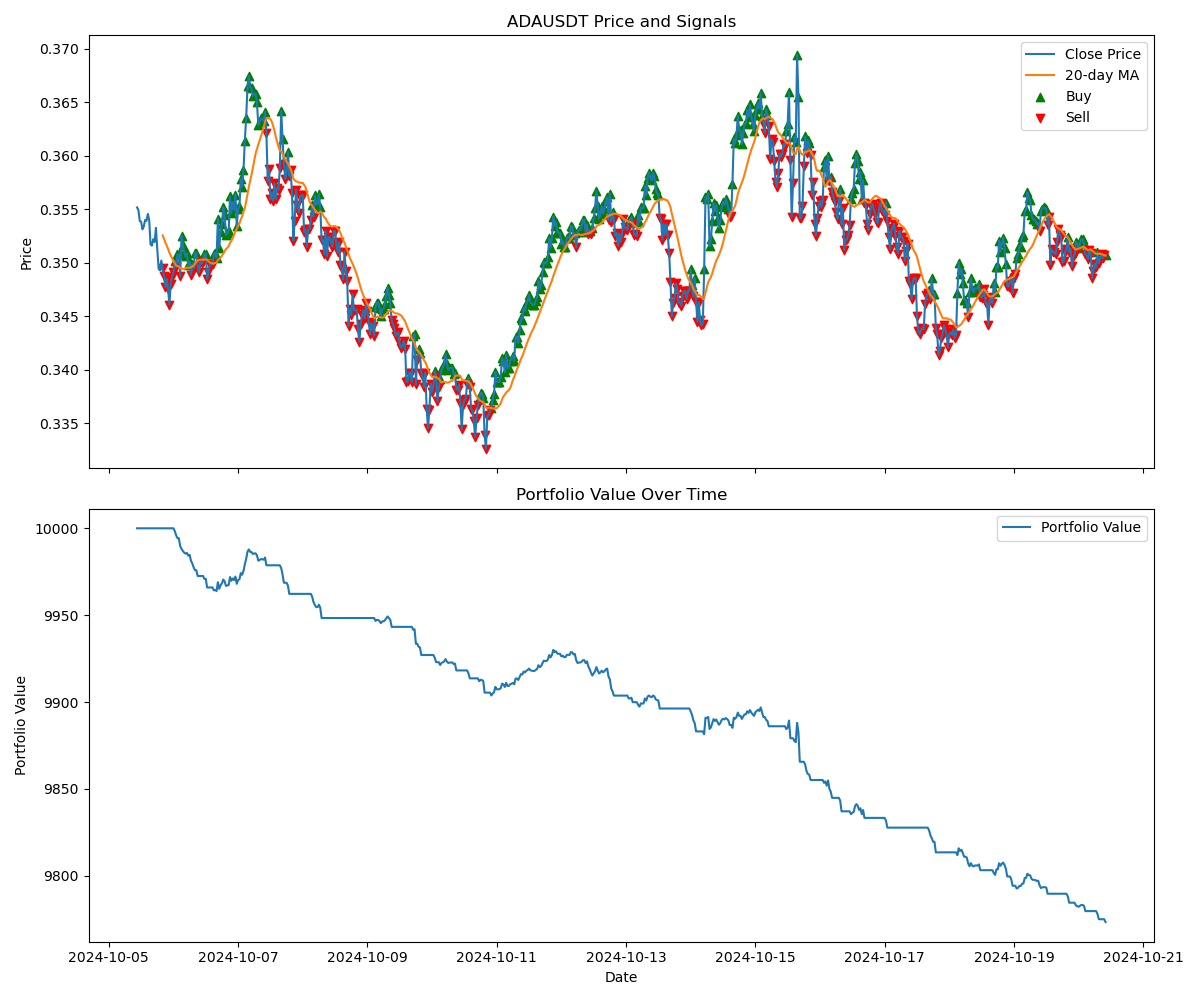 ADAUSDT Price and Signals
Price
0.370
0.365
0.360
0.355
0.350
0.345
0.340
0.335
Close Price
20-day MA
Buy
Sell
Portfolio Value Over Time
Portfolio Value
10000
9950
9900
9850
9800
Portfolio Value
2024-10-05
2024-10-07
2024-10-09
2024-10-11
2024-10-13
2024-10-15
2024-10-17
2024-10-19
2024-10-21
Date